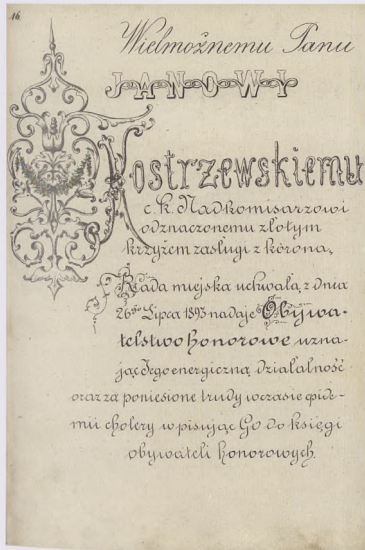 16.
Wielmożnemu Panu
JANOWI
Kostrzewskiemu
c. k. Nadkomisarzowi
odznaczonemu złotym
krzyżem zasługi z koroną,
Rada miejska uchwałą z dnia
26go Lipca 1893 nadaje Obywa-
telstwo honorowe uzna-
jąc Jego energiczną działalność
oraz za poniesione trudy w czasie epide-
mii cholery wpisując Go do księgi
obywateli honorowych.